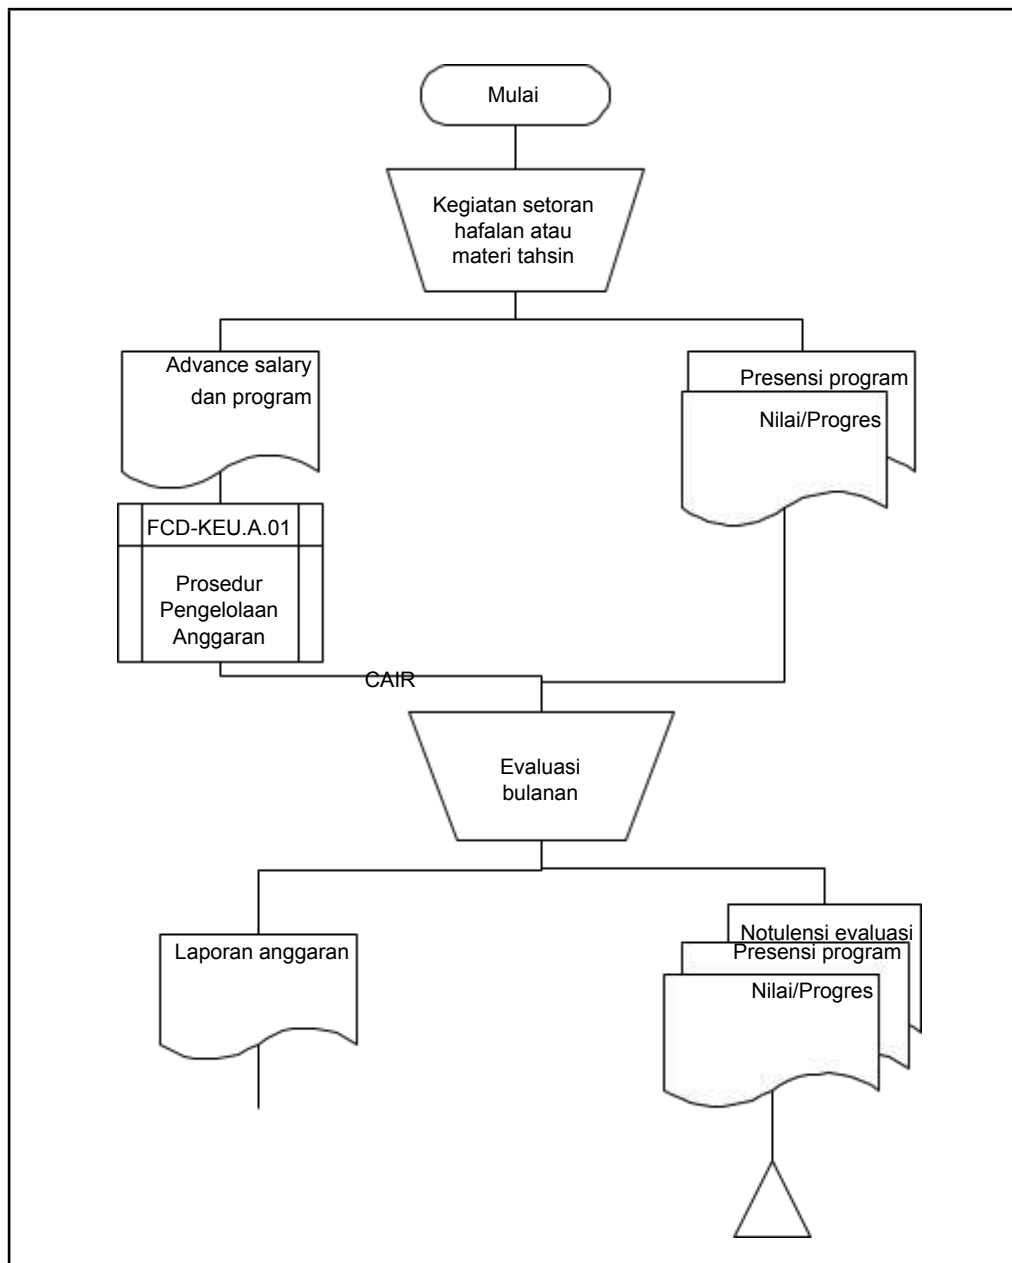 Mulai
Kegiatan setoran
hafalan atau
materi tahsin
Advance salary
dan program
Presensi program
Nilai/Progres
FCD-KEU.A.01
Prosedur
Pengelolaan
Anggaran
CAIR
Evaluasi
bulanan
Laporan anggaran
Notulensi evaluasi
Presensi program
Nilai/Progres